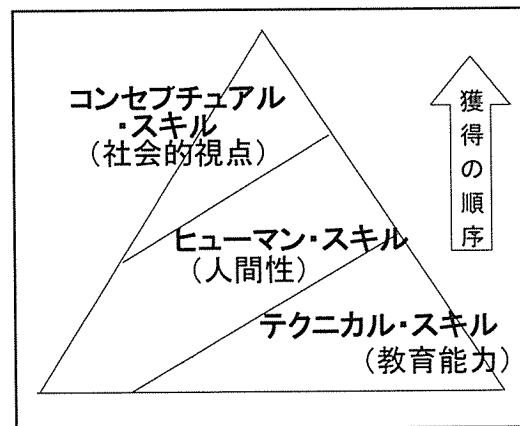 コンセプチュアル
・スキル
(社会的視点)
ヒューマン・スキル
(人間性)
テクニカル・スキル
(教育能力)
獲得の順序